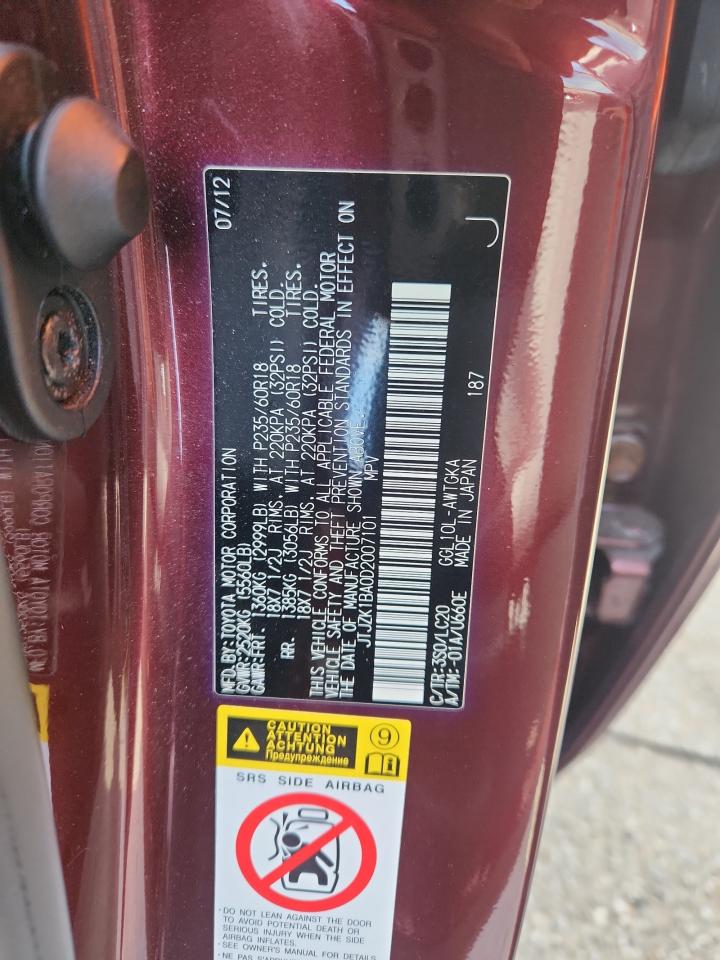 MFD.BY:TOYOTA MOTOR CORPORATION 07/12
GVWR:2520KG (5560LB)
GAWR:FRT. 1360KG (2999LB) WITH P235/60R18 TIRES.
18X7 1/2J RIMS, AT 220KPA (32PSI) COLD.
RR. 1385KG (3056LB) WITH P235/60R18 TIRES.
18X7 1/2J RIMS, AT 220KPA (32PSI) COLD.
THIS VEHICLE CONFORMS TO ALL APPLICABLE FEDERAL MOTOR
VEHICLE SAFETY AND THEFT PREVENTION STANDARDS IN EFFECT ON
THE DATE OF MANUFACTURE SHOWN ABOVE.
JTJZK1BA0D2007101 MPV
C/TR:3S0/LC20 GGL10L-AWTGKA 187
A/TM:-01A/U660E MADE IN JAPAN
J
CAUTION
ATTENTION
ACHTUNG
Предупреждение
9
SRS SIDE AIRBAG
·DO NOT LEAN AGAINST THE DOOR
TO AVOID POTENTIAL DEATH OR
SERIOUS INJURY WHEN THE SIDE
AIRBAG INFLATES.
·SEE OWNER'S MANUAL FOR DETAILS